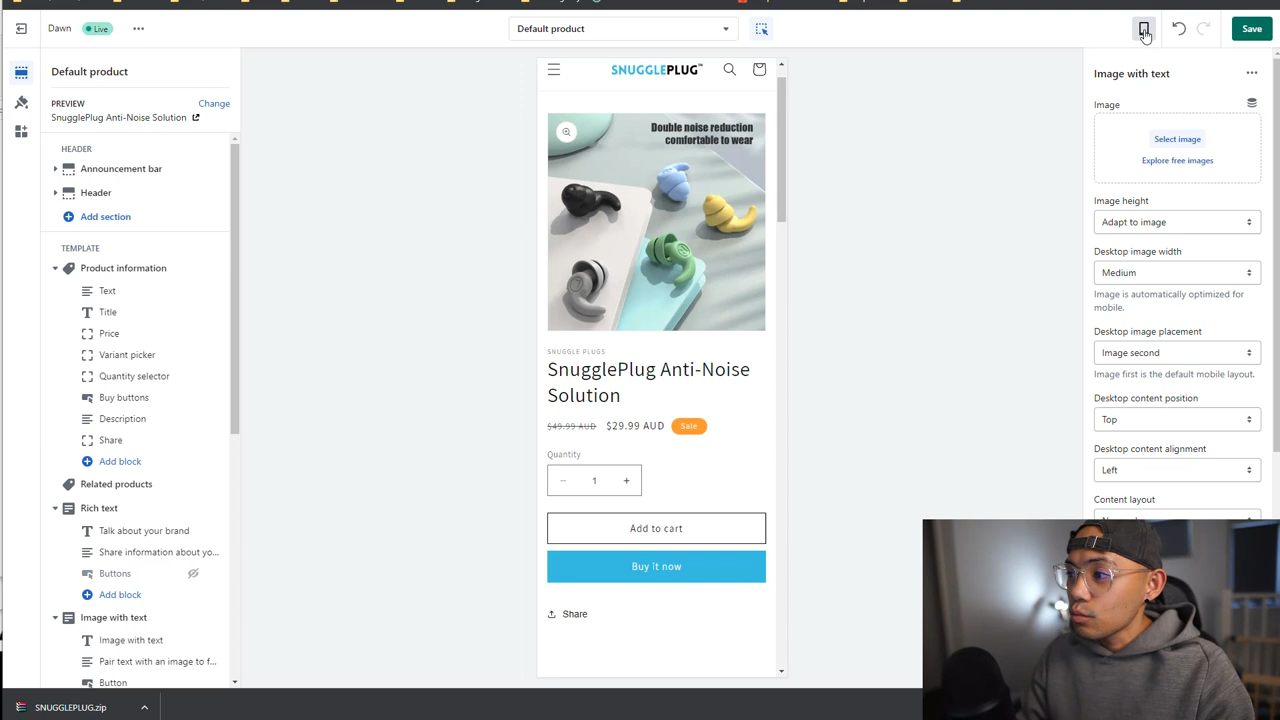 Dawn
Live
Default product
Save
Default product
PREVIEW
Change
SnugglePlug Anti-Noise Solution
HEADER
Announcement bar
Header
Add section
TEMPLATE
Product information
Text
Title
Price
Variant picker
Quantity selector
Buy buttons
Description
Share
Add block
Related products
Rich text
Talk about your brand
Share information about yo...
Buttons
Add block
Image with text
Image with text
Pair text with an image to f...
Button
SNUGGLEPLUG™
Double noise reduction
comfortable to wear
SNUGGLE PLUGS
SnugglePlug Anti-Noise
Solution
$49.99 AUD $29.99 AUD Sale
Quantity
− 1 +
Add to cart
Buy it now
Share
Image with text
Image
Select image
Explore free images
Image height
Adapt to image
Desktop image width
Medium
Image is automatically optimized for
mobile.
Desktop image placement
Image second
Image first is the default mobile layout.
Desktop content position
Top
Desktop content alignment
Left
Content layout
SNUGGLEPLUG.zip